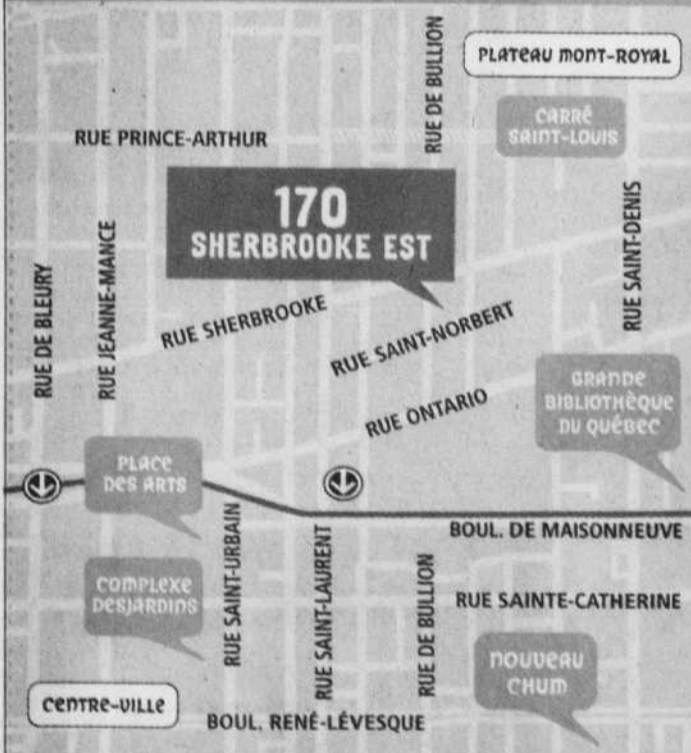 RUE DE BULLION
PLATEAU MONT-ROYAL
CARRÉ
SAINT-LOUIS
RUE PRINCE-ARTHUR
170
SHERBROOKE EST
RUE DE BLEURY
RUE JEANNE-MANCE
RUE SHERBROOKE
RUE SAINT-NORBERT
RUE SAINT-DENIS
RUE ONTARIO
GRANDE
BIBLIOTHÈQUE
DU QUÉBEC
PLACE
DES ARTS
BOUL. DE MAISONNEUVE
COMPLEXE
DESJARDINS
RUE SAINT-URBAIN
RUE SAINT-LAURENT
RUE DE BULLION
RUE SAINTE-CATHERINE
NOUVEAU
CHUM
CENTRE-VILLE
BOUL. RENÉ-LÉVESQUE